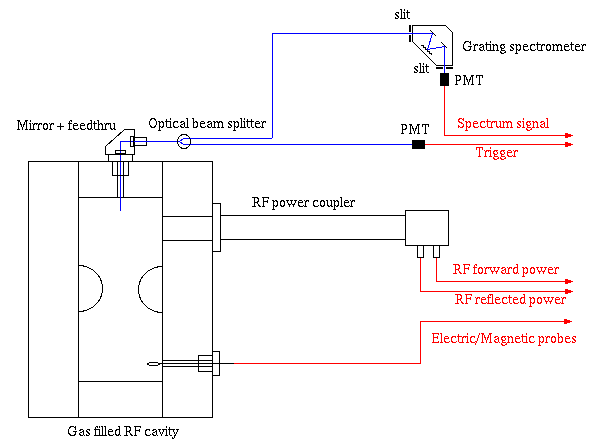 slit
Grating spectrometer
slit
PMT
Mirror + feedthru
Optical beam splitter
PMT
Spectrum signal
Trigger
RF power coupler
RF forward power
RF reflected power
Electric/Magnetic probes
Gas filled RF cavity